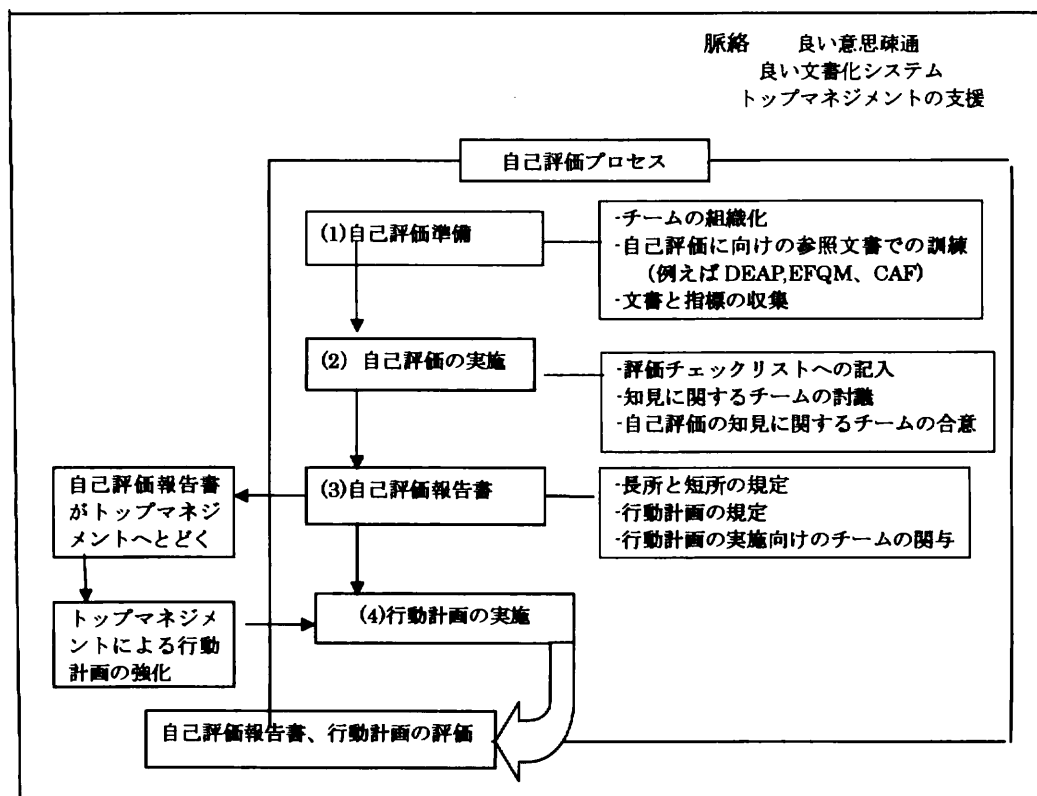 脈絡　良い意思疎通
良い文書化システム
トップマネジメントの支援
自己評価プロセス
(1)自己評価準備
-チームの組織化
-自己評価に向けの参照文書での訓練
(例えば DEAP,EFQM、CAF)
-文書と指標の収集
(2) 自己評価の実施
-評価チェックリストへの記入
-知見に関するチームの討議
-自己評価の知見に関するチームの合意
(3)自己評価報告書
-長所と短所の規定
-行動計画の規定
-行動計画の実施向けのチームの関与
自己評価報告書
がトップマネジ
メントへとどく
トップマネジメ
ントによる行動
計画の強化
(4)行動計画の実施
自己評価報告書、行動計画の評価